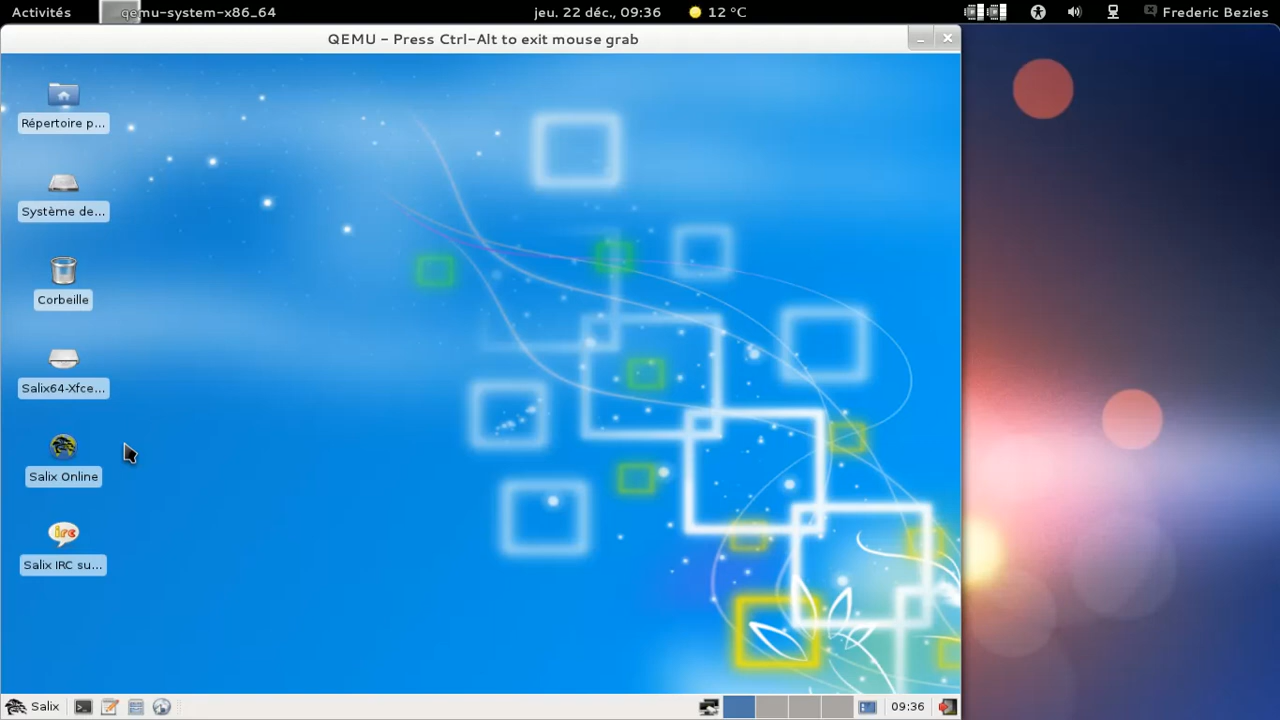 Activités
qemu-system-x86_64
jeu. 22 déc., 09:36
12 °C
Frederic Bezies
QEMU - Press Ctrl-Alt to exit mouse grab
Répertoire p...
Système de...
Corbeille
Salix64-Xfce...
Salix Online
irc
Salix IRC su...
Salix
09:36